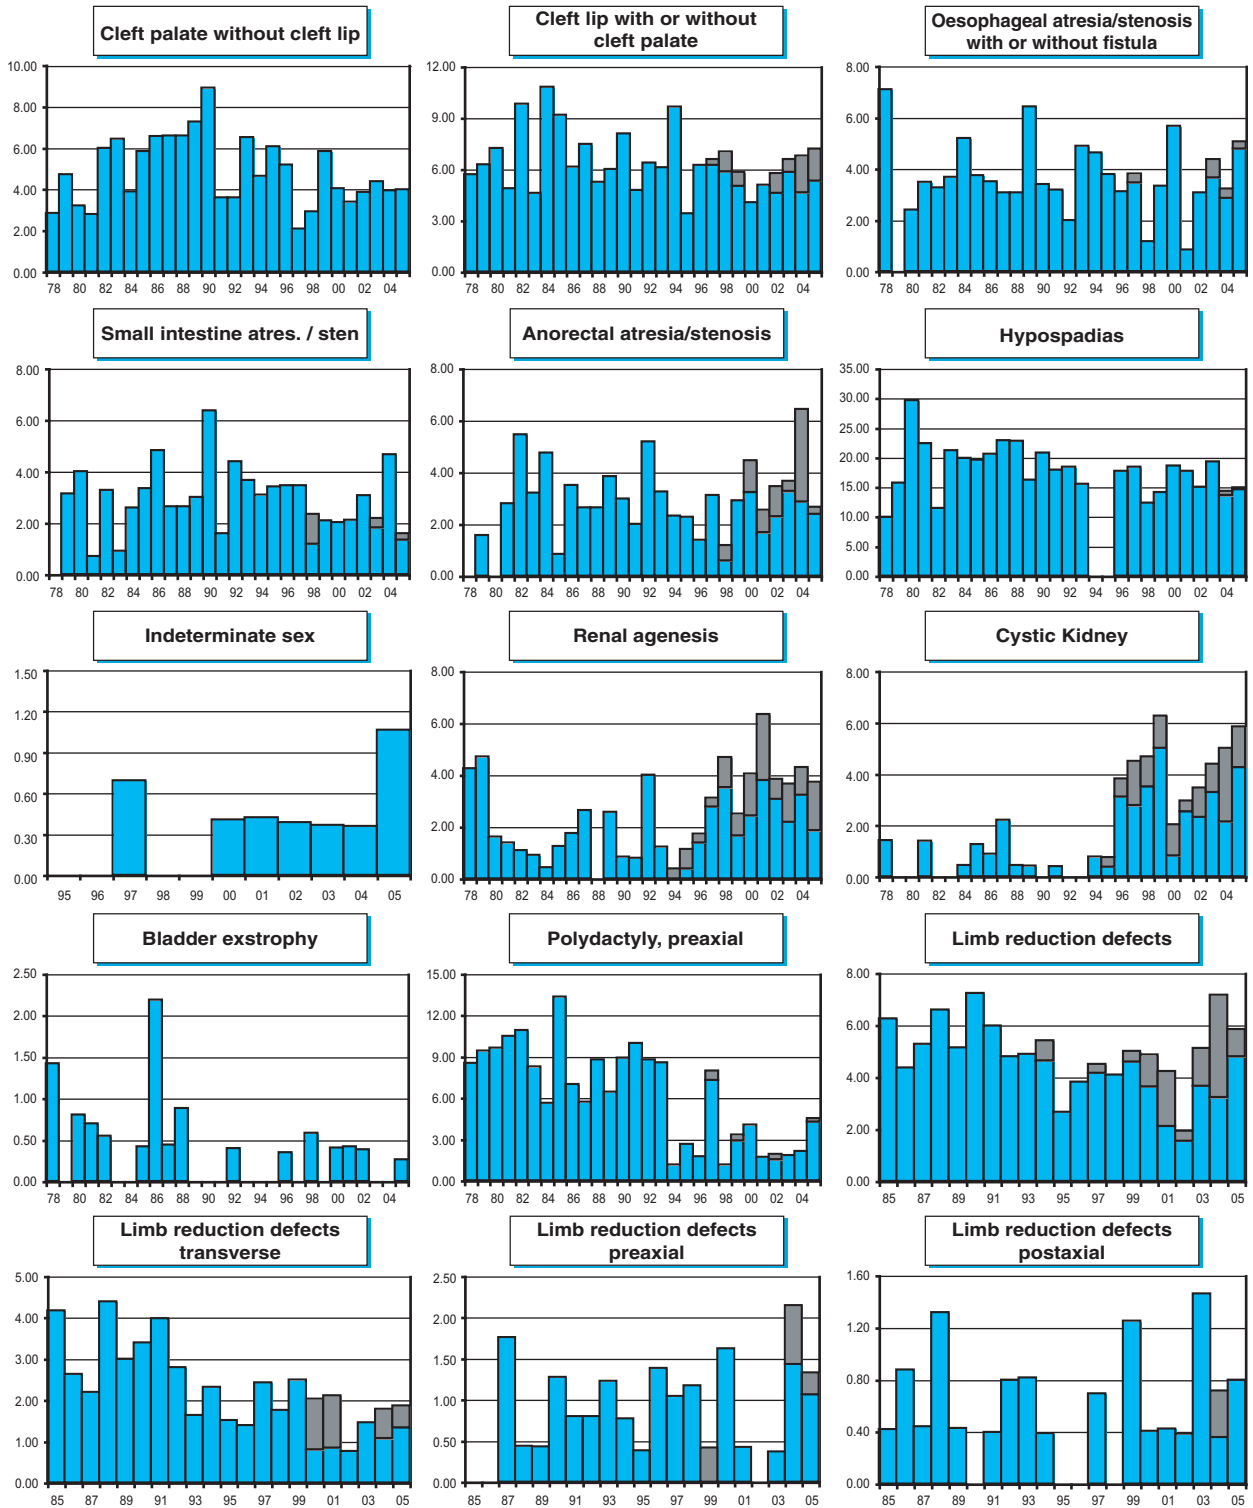 Cleft palate without cleft lip
10.00
8.00
6.00
4.00
2.00
0.00
78 80 82 84 86 88 90 92 94 96 98 00 02 04
Cleft lip with or without
cleft palate
12.00
9.00
6.00
3.00
0.00
78 80 82 84 86 88 90 92 94 96 98 00 02 04
Oesophageal atresia/stenosis
with or without fistula
8.00
6.00
4.00
2.00
0.00
78 80 82 84 86 88 90 92 94 96 98 00 02 04
Small intestine atres. / sten
8.00
6.00
4.00
2.00
0.00
78 80 82 84 86 88 90 92 94 96 98 00 02 04
Anorectal atresia/stenosis
8.00
6.00
4.00
2.00
0.00
78 80 82 84 86 88 90 92 94 96 98 00 02 04
Hypospadias
35.00
30.00
25.00
20.00
15.00
10.00
5.00
0.00
78 80 82 84 86 88 90 92 94 96 98 00 02 04
Indeterminate sex
1.50
1.20
0.90
0.60
0.30
0.00
95 96 97 98 99 00 01 02 03 04 05
Renal agenesis
8.00
6.00
4.00
2.00
0.00
78 80 82 84 86 88 90 92 94 96 98 00 02 04
Cystic Kidney
8.00
6.00
4.00
2.00
0.00
78 80 82 84 86 88 90 92 94 96 98 00 02 04
Bladder exstrophy
2.50
2.00
1.50
1.00
0.50
0.00
78 80 82 84 86 88 90 92 94 96 98 00 02 04
Polydactyly, preaxial
15.00
12.00
9.00
6.00
3.00
0.00
78 80 82 84 86 88 90 92 94 96 98 00 02 04
Limb reduction defects
8.00
6.00
4.00
2.00
0.00
85 87 89 91 93 95 97 99 01 03 05
Limb reduction defects
transverse
5.00
4.00
3.00
2.00
1.00
0.00
85 87 89 91 93 95 97 99 01 03 05
Limb reduction defects
preaxial
2.50
2.00
1.50
1.00
0.50
0.00
85 87 89 91 93 95 97 99 01 03 05
Limb reduction defects
postaxial
1.60
1.20
0.80
0.40
0.00
85 87 89 91 93 95 97 99 01 03 05